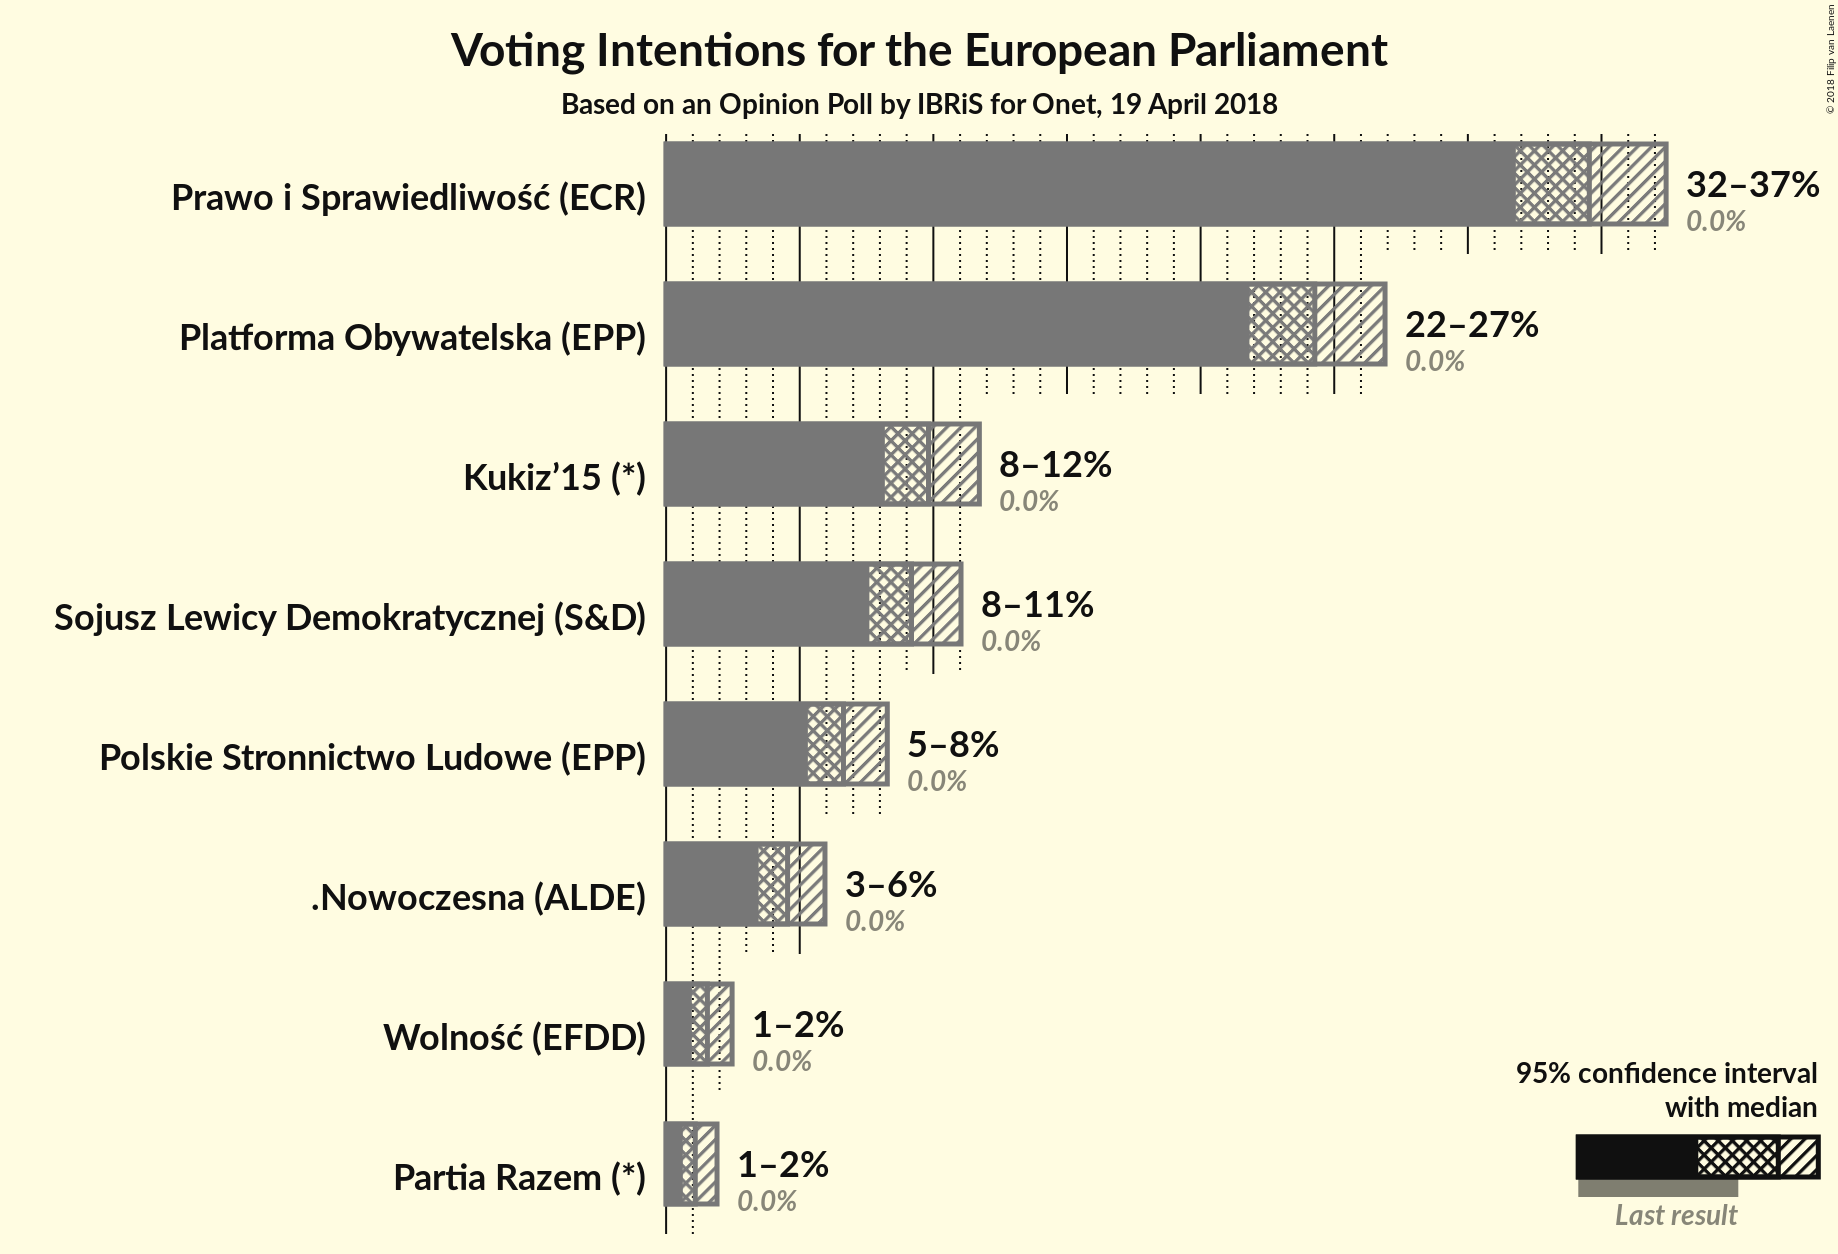 Voting Intentions for the European Parliament
Based on an Opinion Poll by IBRiS for Onet, 19 April 2018
© 2018 Filip van Laenen
Prawo i Sprawiedliwość (ECR)
32–37%
0.0%
Platforma Obywatelska (EPP)
22–27%
0.0%
Kukiz’15 (*)
8–12%
0.0%
Sojusz Lewicy Demokratycznej (S&D)
8–11%
0.0%
Polskie Stronnictwo Ludowe (EPP)
5–8%
0.0%
.Nowoczesna (ALDE)
3–6%
0.0%
Wolność (EFDD)
1–2%
0.0%
Partia Razem (*)
1–2%
0.0%
95% confidence interval
with median
Last result